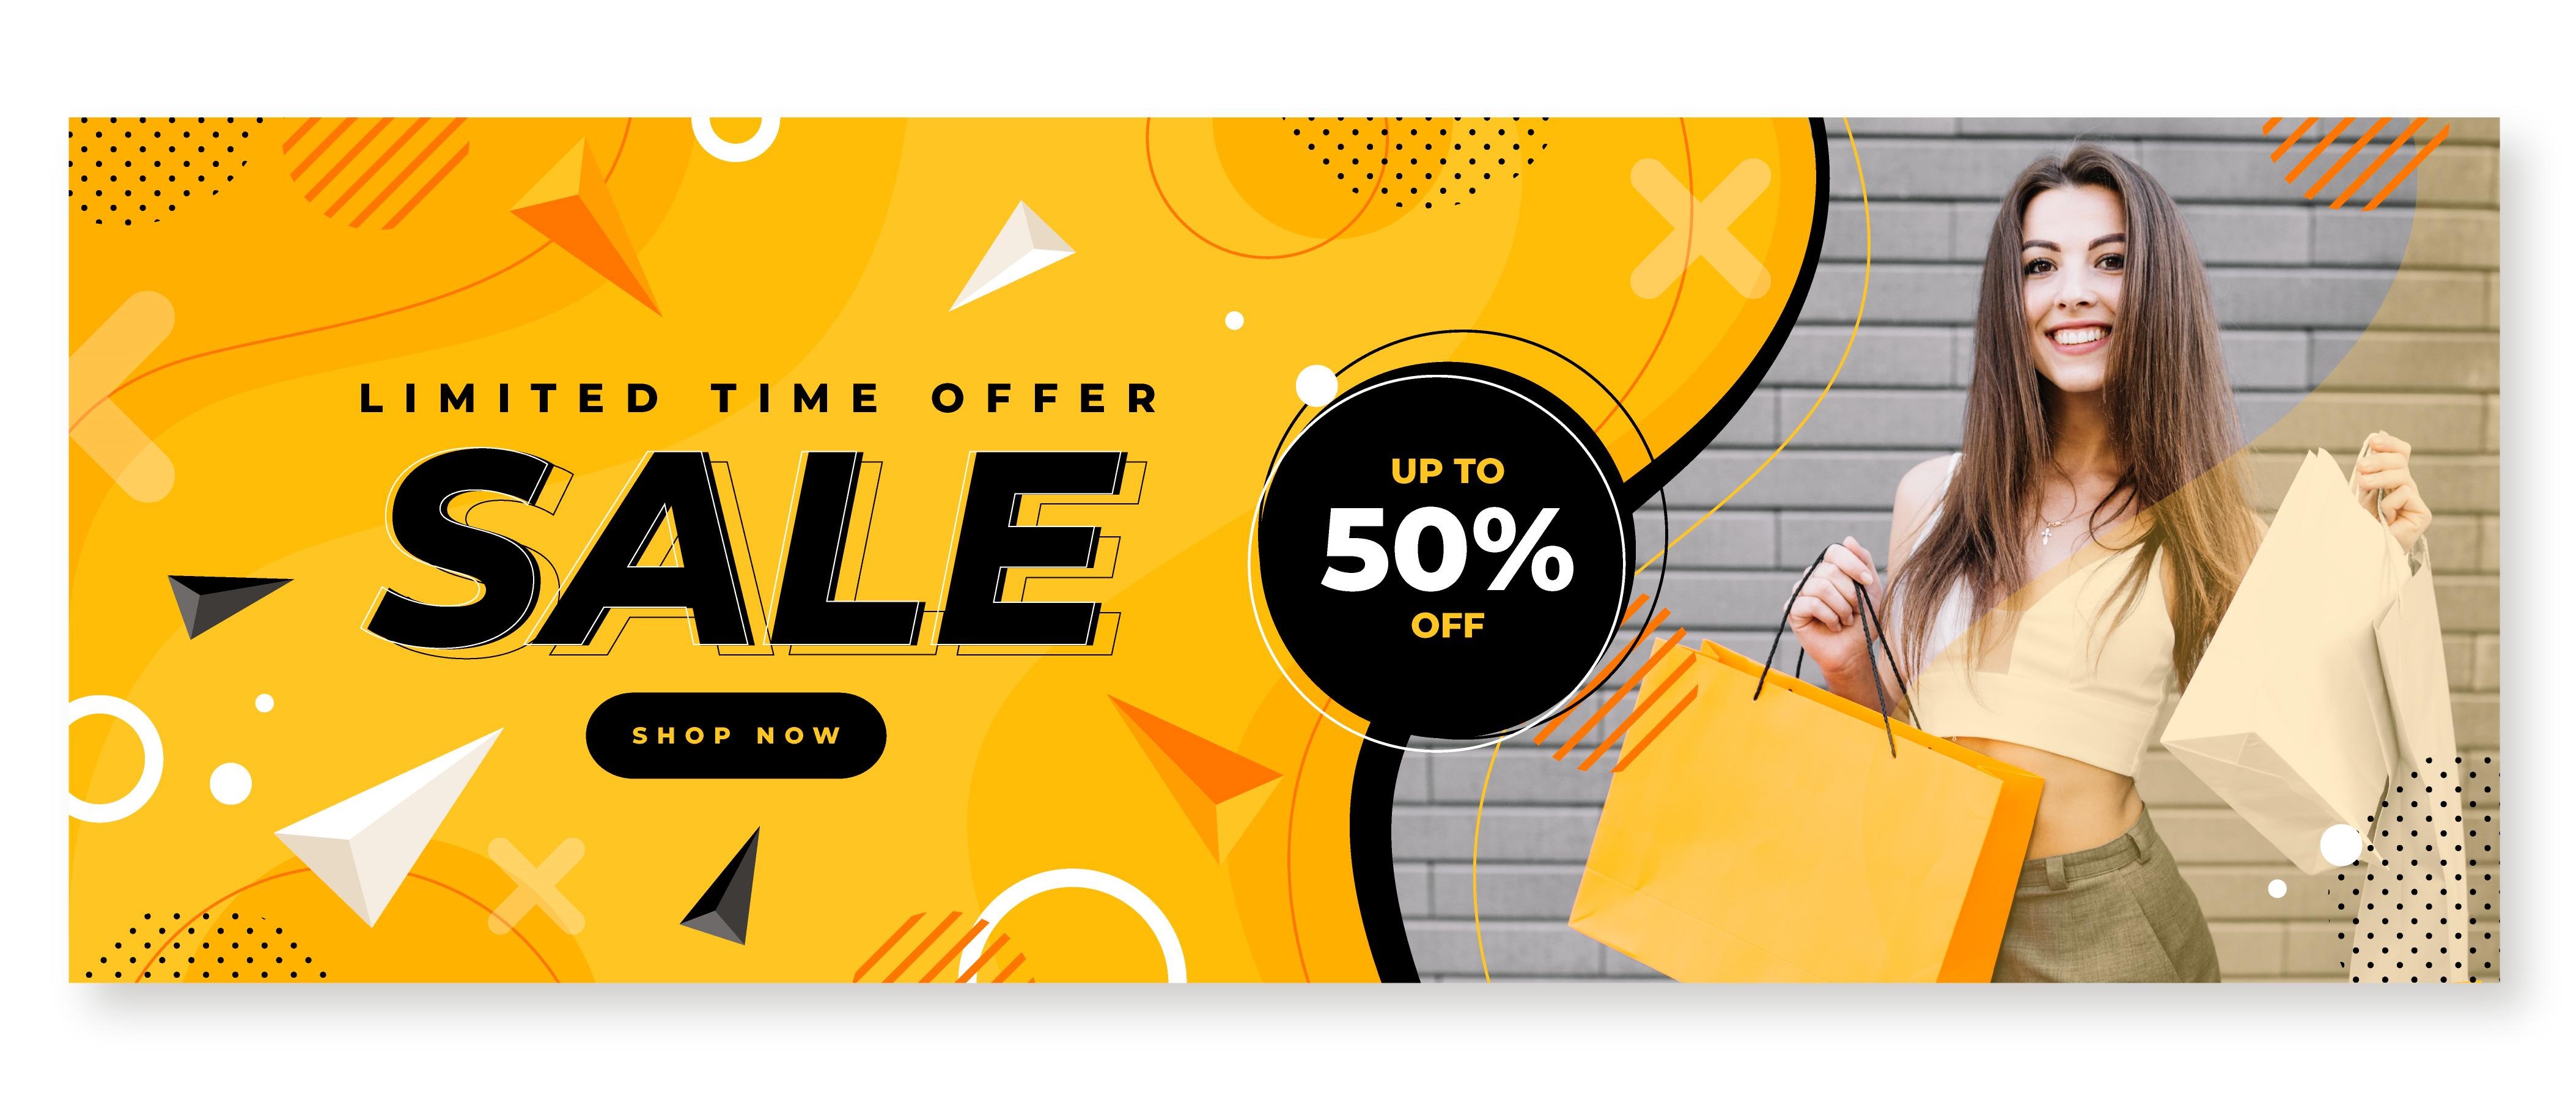 LIMITED TIME OFFER
SALE
SHOP NOW
UP TO
50%
OFF